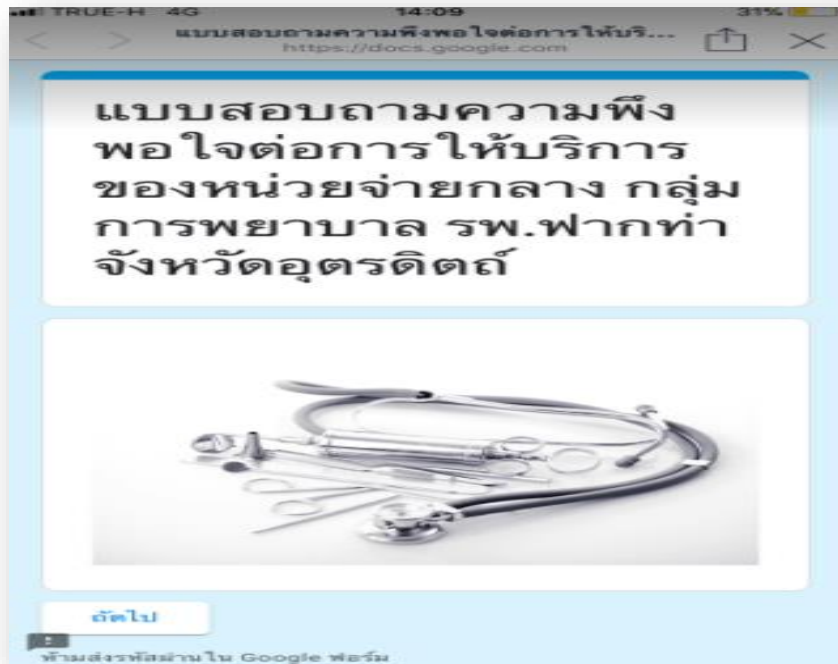 TRUE-H 4G 14:09 31%
แบบสอบถามความพึงพอใจต่อการให้บริ...
https://docs.google.com
แบบสอบถามความพึง
พอใจต่อการให้บริการ
ของหน่วยจ่ายกลาง กลุ่ม
การพยาบาล รพ.ฟากท่า
จังหวัดอุตรดิตถ์
ถัดไป
ห้ามส่งรหัสผ่านใน Google ฟอร์ม